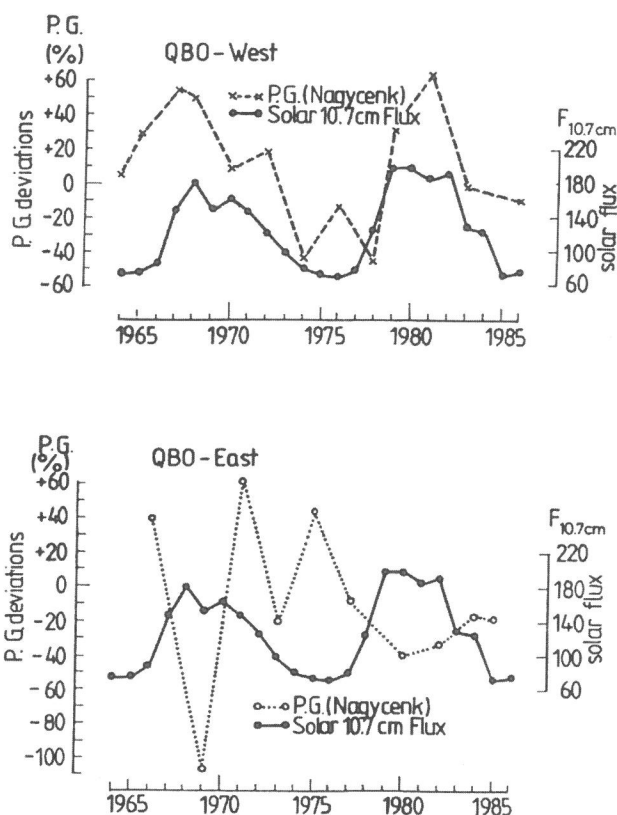 P.G.
(%)
QBO-West
P.G. deviations
+60
+40
+20
0
-20
-40
-60
P.G.(Nagycenk)
Solar 10.7cm Flux
F10.7cm
220
180
140
100
60
solar flux
1965 1970 1975 1980 1985
P.G.
(%)
QBO-East
P.G. deviations
+60
+40
+20
0
-20
-40
-60
-80
-100
F10.7cm
220
180
140
100
60
solar flux
P.G.(Nagycenk)
Solar 10.7 cm Flux
1965 1970 1975 1980 1985